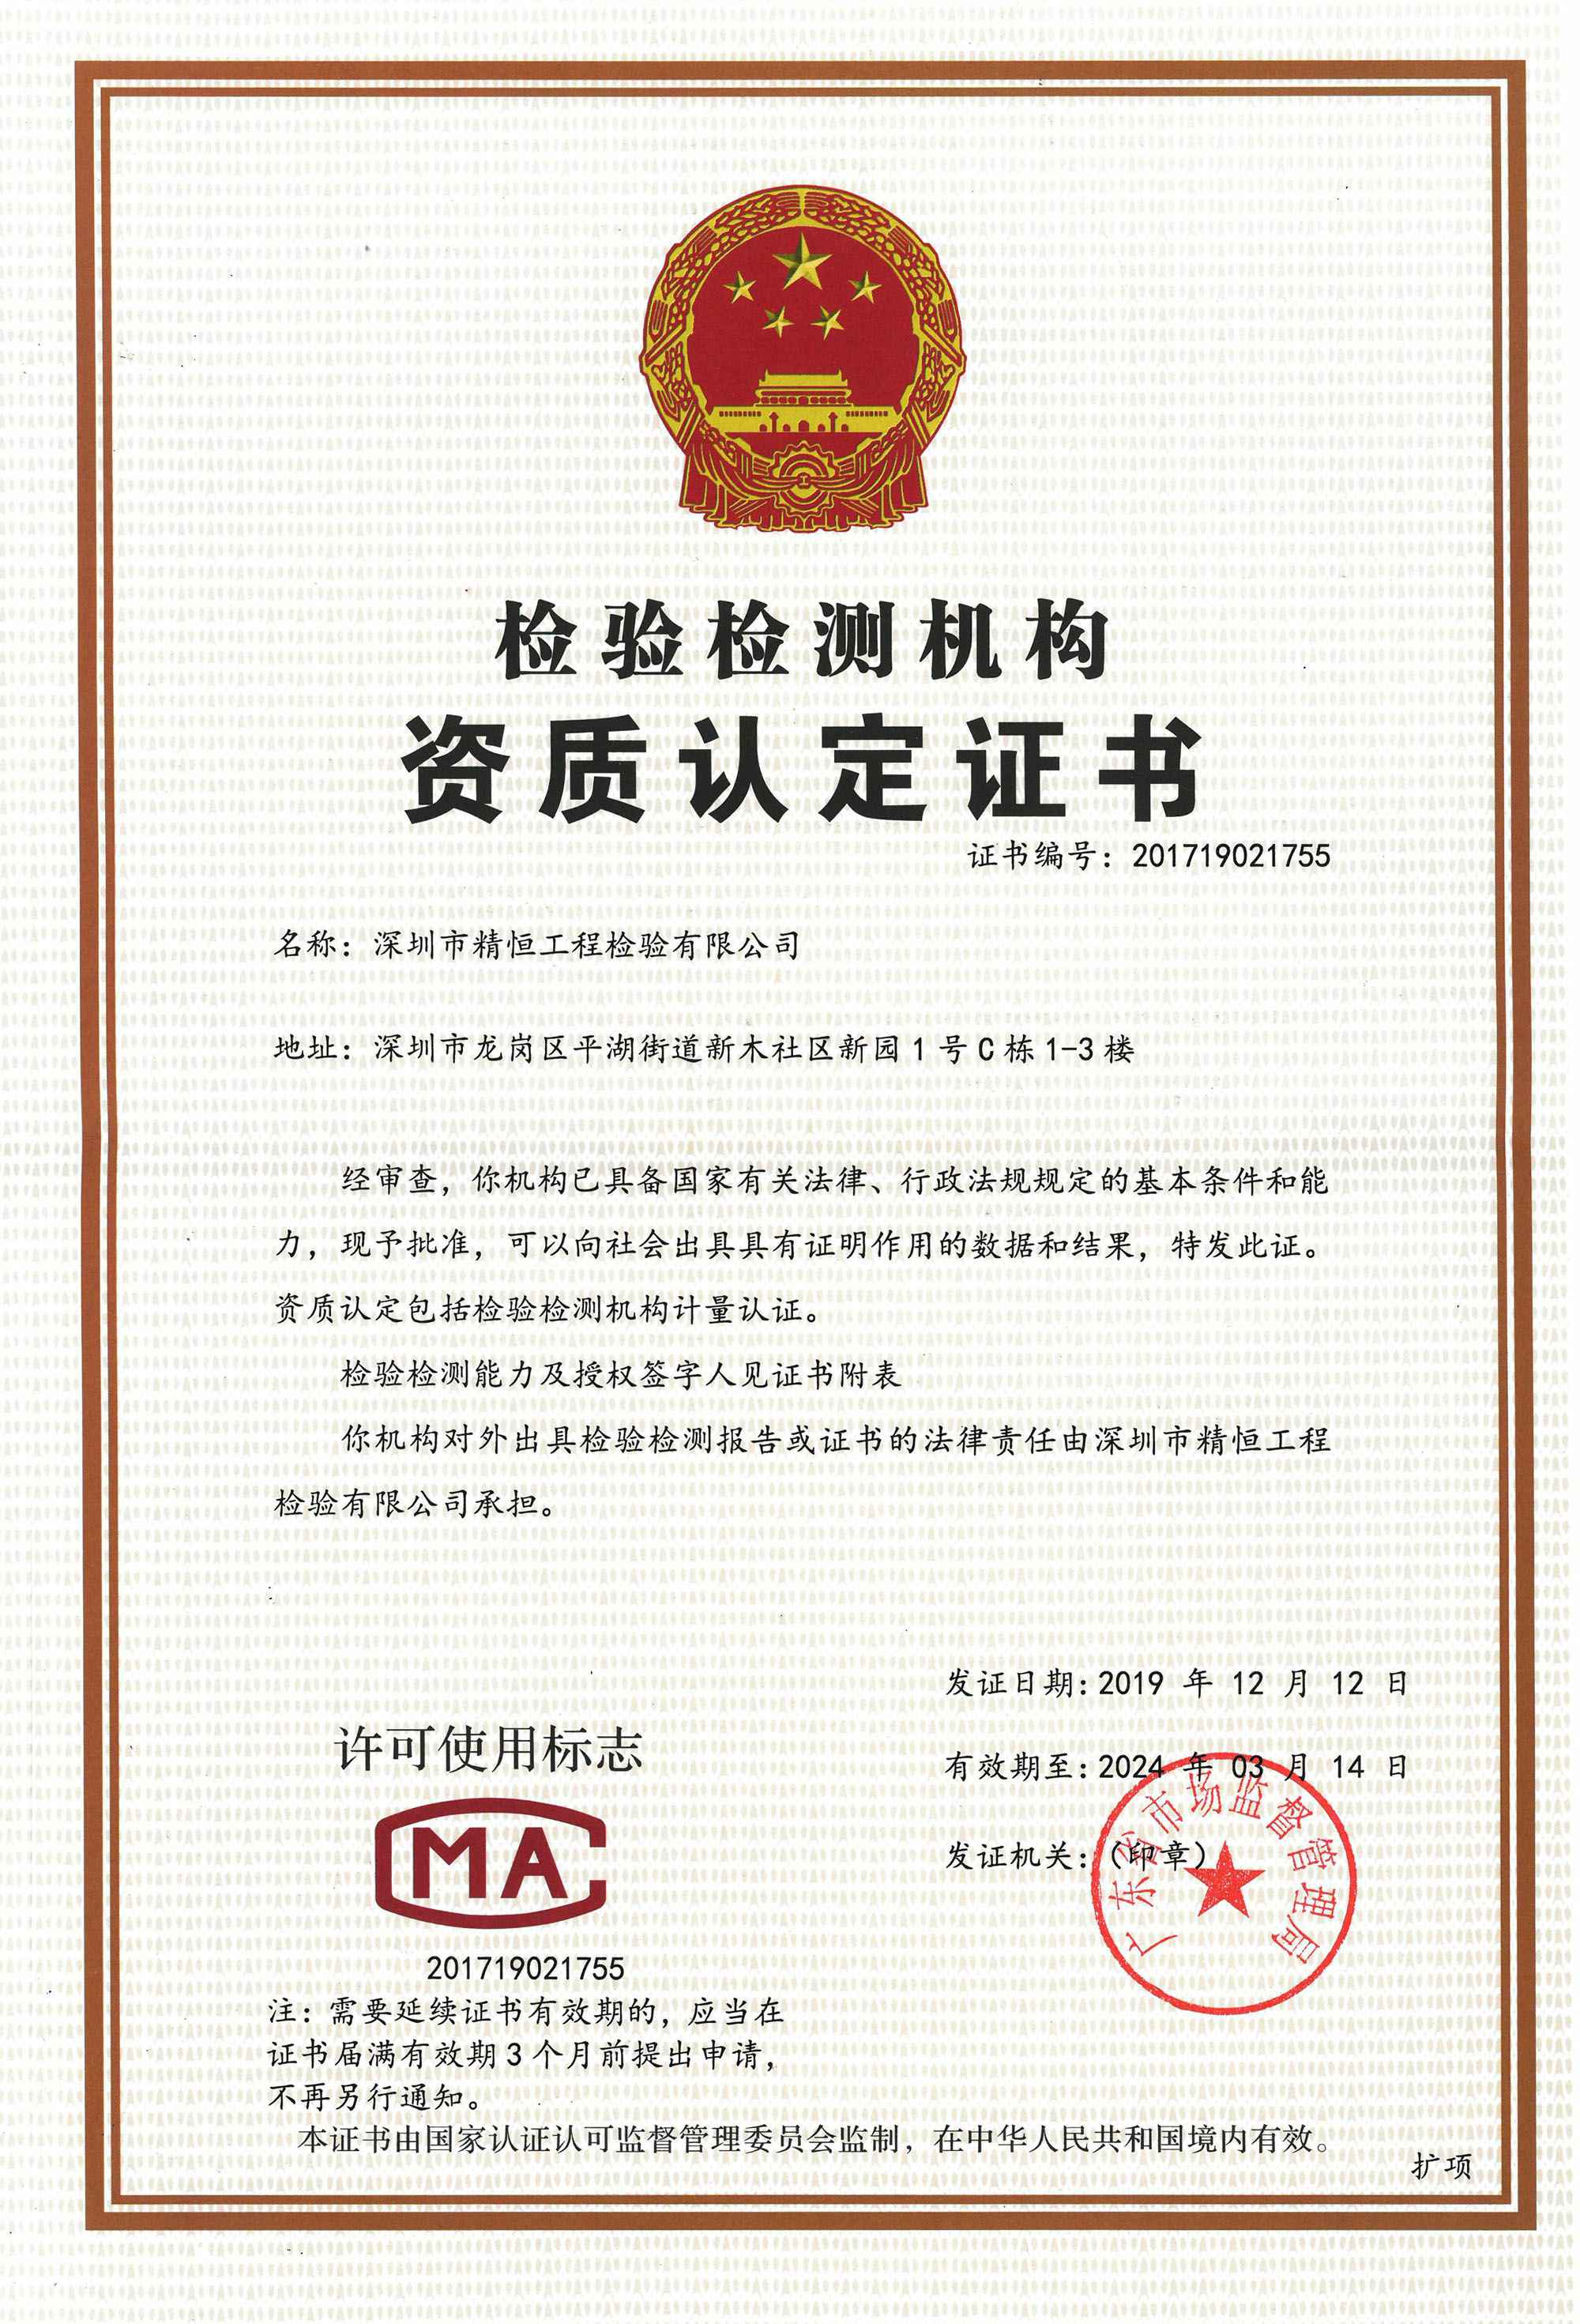 检验检测机构
资质认定证书
证书编号：201719021755
名称：深圳市精恒工程检验有限公司
地址：深圳市龙岗区平湖街道新木社区新园1号C栋1-3楼
经审查，你机构已具备国家有关法律、行政法规规定的基本条件和能
力，现予批准，可以向社会出具具有证明作用的数据和结果，特发此证。
资质认定包括检验检测机构计量认证。
检验检测能力及授权签字人见证书附表
你机构对外出具检验检测报告或证书的法律责任由深圳市精恒工程
检验有限公司承担。
发证日期：2019 年 12 月 12 日
有效期至：2024 年 03 月 14 日
发证机关：（印章）
广东省市场监督管理局
许可使用标志
MA
201719021755
注：需要延续证书有效期的，应当在
证书届满有效期3个月前提出申请，
不再另行通知。
本证书由国家认证认可监督管理委员会监制，在中华人民共和国境内有效。
扩项